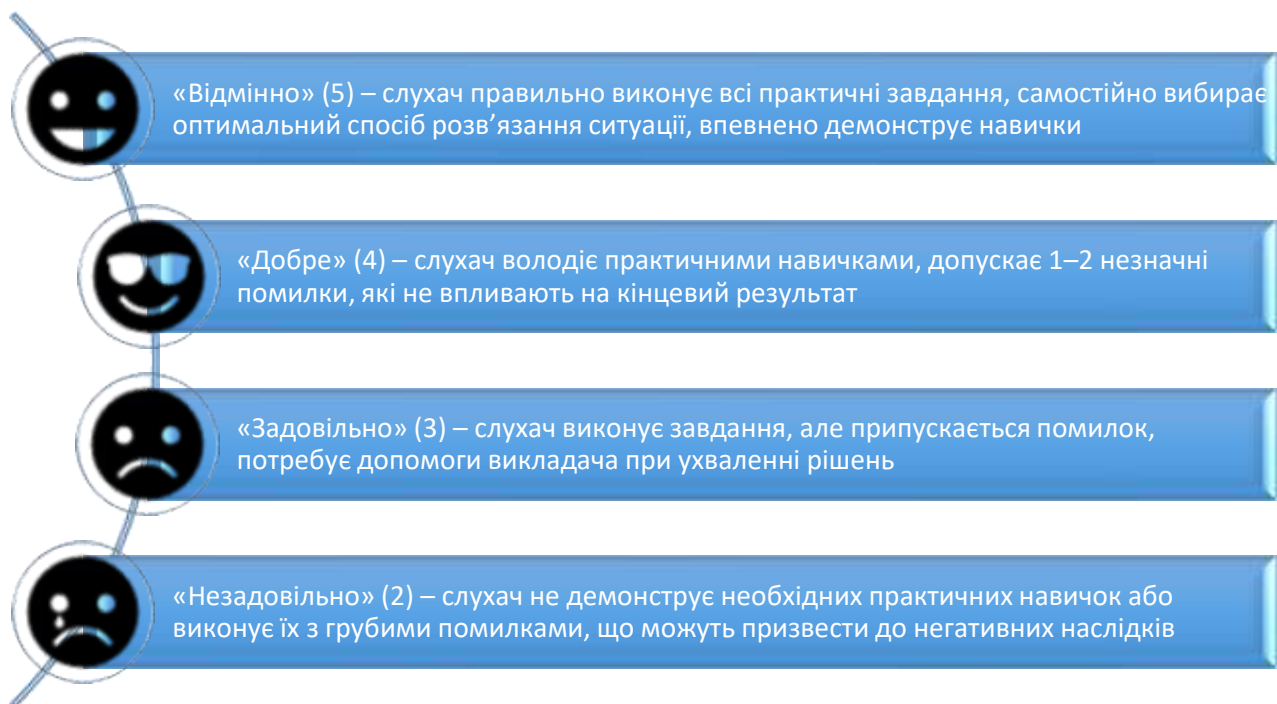 «Відмінно» (5) – слухач правильно виконує всі практичні завдання, самостійно вибирає
оптимальний спосіб розв’язання ситуації, впевнено демонструє навички
«Добре» (4) – слухач володіє практичними навичками, допускає 1–2 незначні
помилки, які не впливають на кінцевий результат
«Задовільно» (3) – слухач виконує завдання, але припускається помилок,
потребує допомоги викладача при ухваленні рішень
«Незадовільно» (2) – слухач не демонструє необхідних практичних навичок або
виконує їх з грубими помилками, що можуть призвести до негативних наслідків